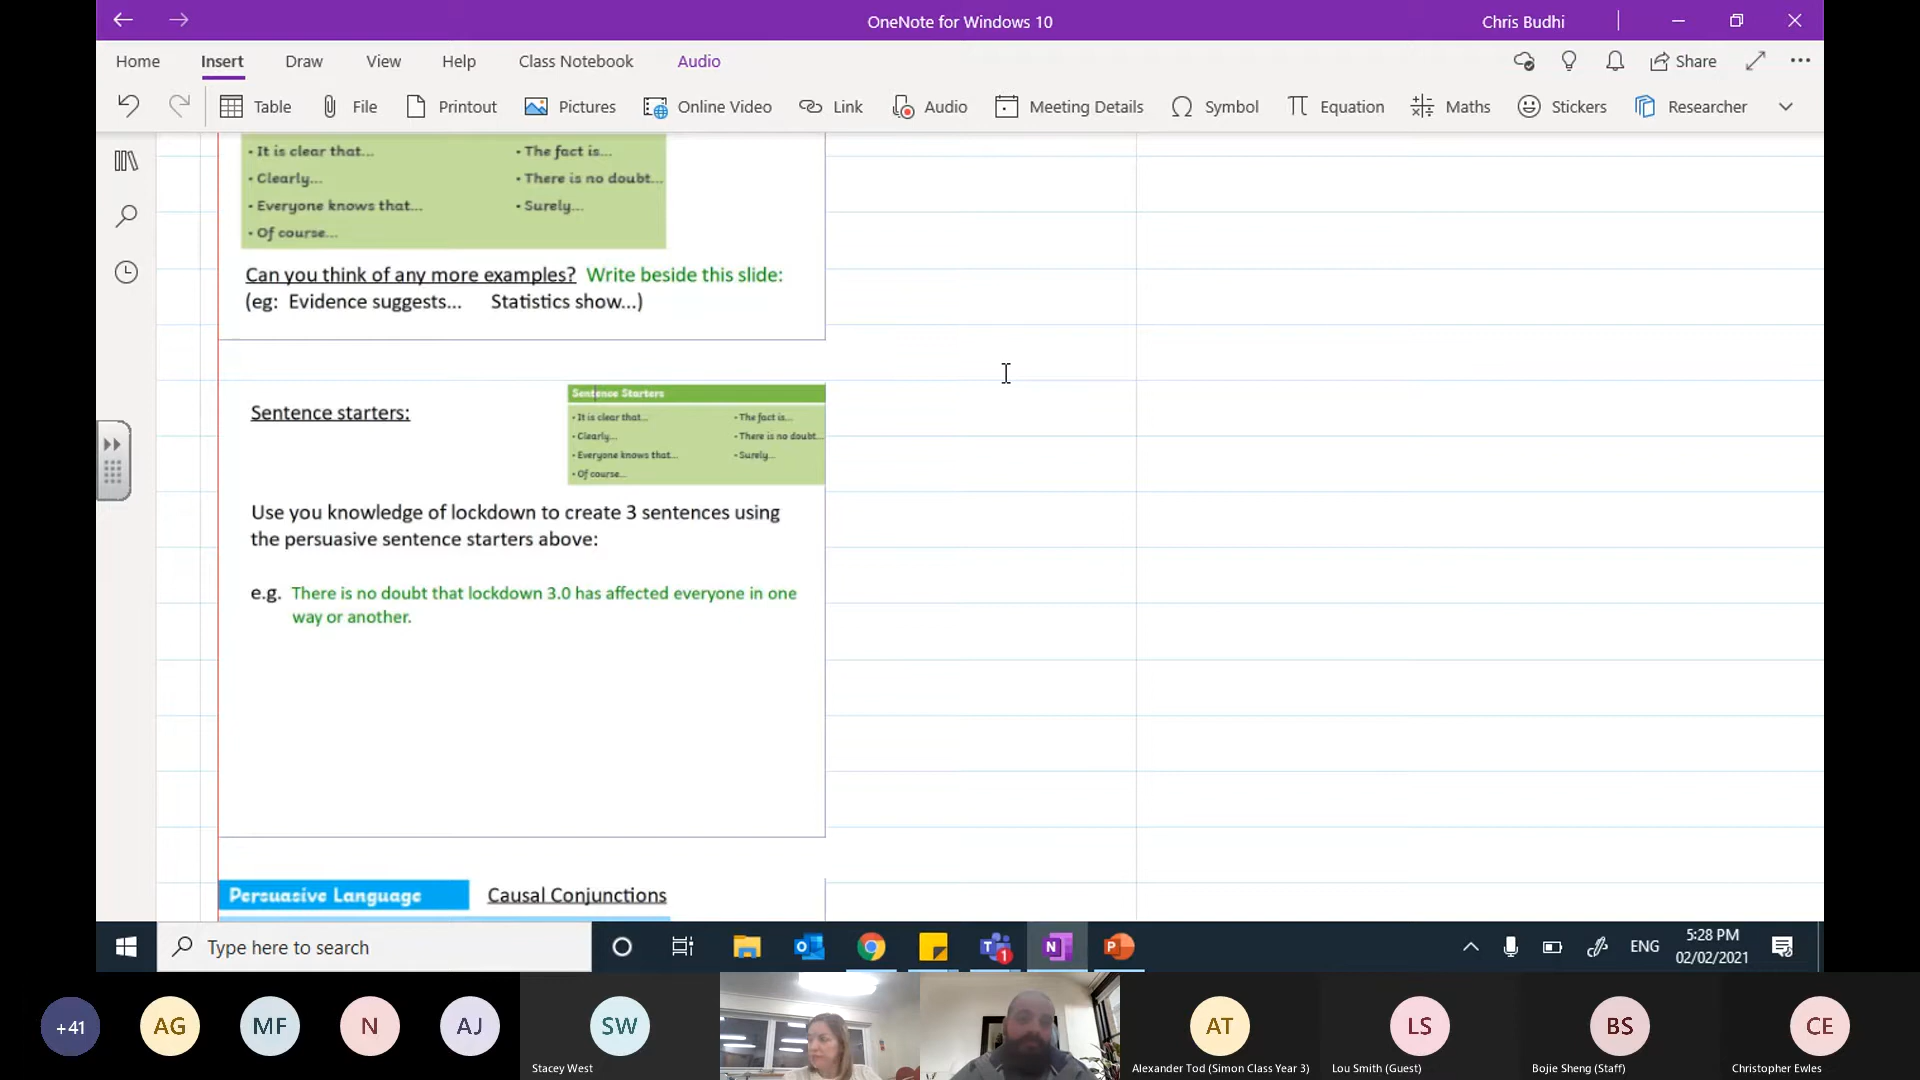 OneNote for Windows 10
Chris Budhi
Home Insert Draw View Help Class Notebook Audio
Share
Table File Printout Pictures Online Video Link Audio Meeting Details Symbol Equation Maths Stickers Researcher
• It is clear that... • The fact is...
• Clearly... • There is no doubt...
• Everyone knows that... • Surely...
• Of course...
Can you think of any more examples? Write beside this slide:
(eg: Evidence suggests... Statistics show...)
Sentence starters:
Sentence Starters
• It is clear that... • The fact is...
• Clearly... • There is no doubt...
• Everyone knows that... • Surely...
• Of course...
Use you knowledge of lockdown to create 3 sentences using
the persuasive sentence starters above:
e.g. There is no doubt that lockdown 3.0 has affected everyone in one
way or another.
Persuasive Language Causal Conjunctions
Type here to search
1
ENG
5:28 PM
02/02/2021
+41 AG MF N AJ SW AT LS BS CE
Stacey West
Alexander Tod (Simon Class Year 3)
Lou Smith (Guest)
Bojie Sheng (Staff)
Christopher Ewles